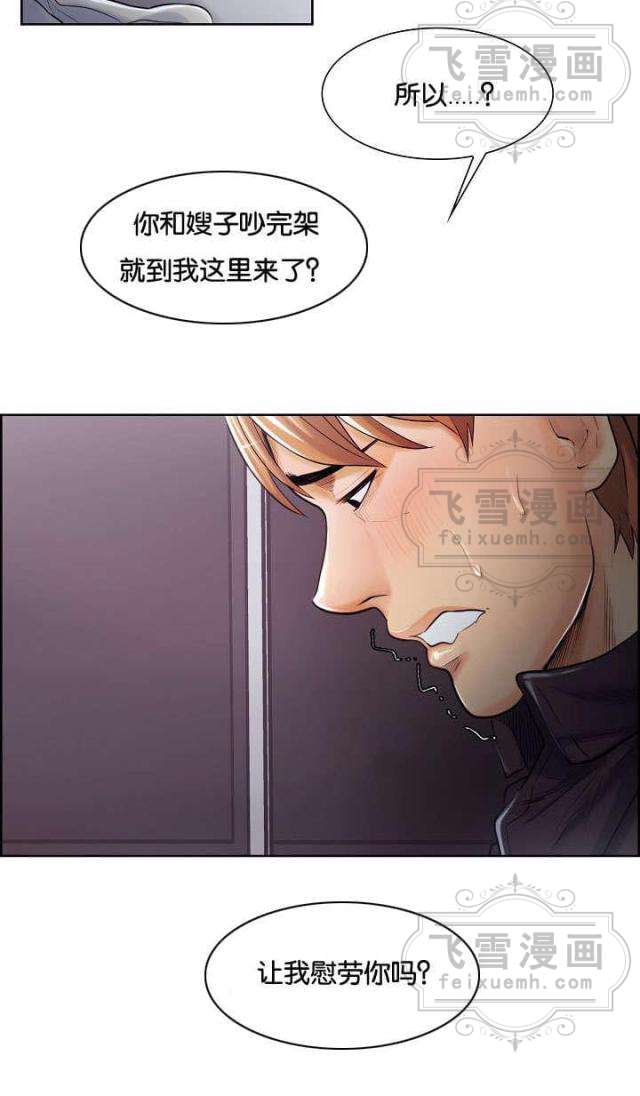 飞雪漫画
feixuemh.com
所以.....?
你和嫂子吵完架
就到我这里来了?
飞雪漫画
feixuemh.com
让我慰劳你吗?
飞雪漫画
feixuemh.com